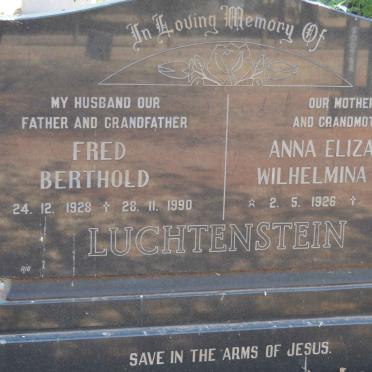 In Loving Memory Of
MY HUSBAND OUR
FATHER AND GRANDFATHER
FRED
BERTHOLD
24. 12. 1928 † 28. 11. 1990
OUR MOTHE
AND GRANDMOT
ANNA ELIZA
WILHELMINA
☆ 2. 5. 1926 †
LUCHTENSTEIN
SAVE IN THE ARMS OF JESUS.